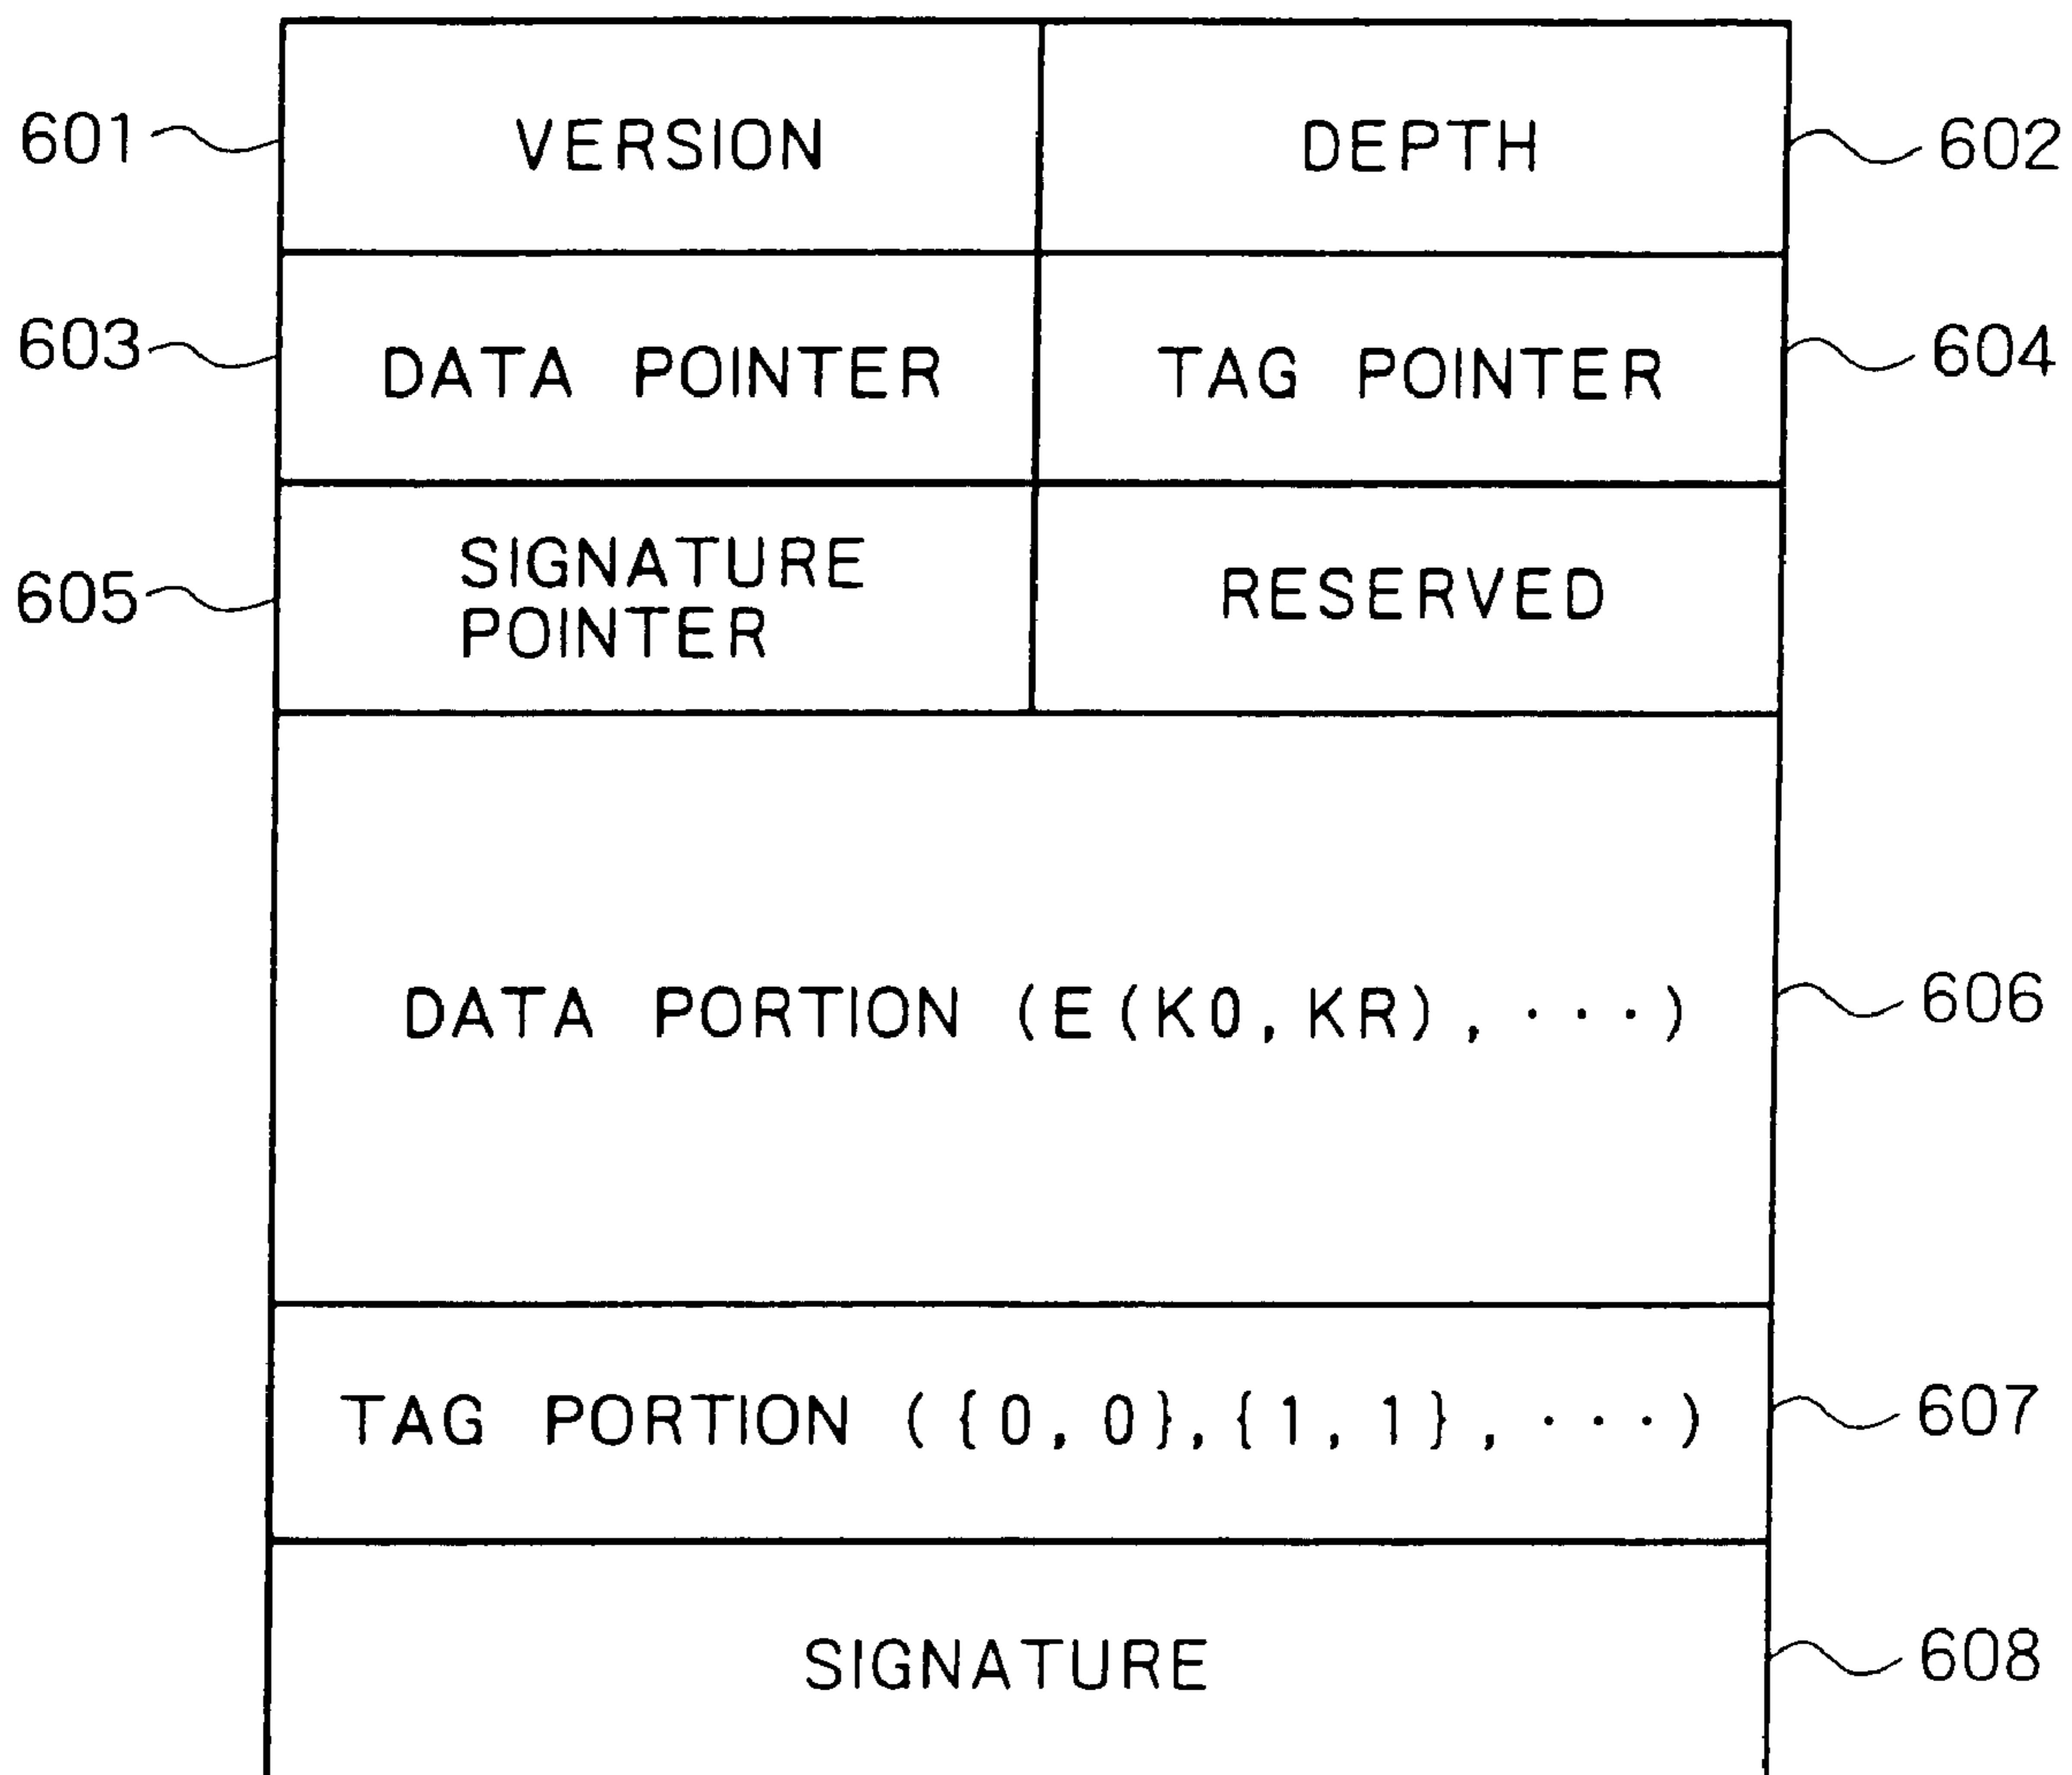 601 VERSION DEPTH 602
603 DATA POINTER TAG POINTER 604
605 SIGNATURE POINTER RESERVED
DATA PORTION (E(K0, KR), ···) 606
TAG PORTION ({0, 0}, {1, 1}, ···) 607
SIGNATURE 608